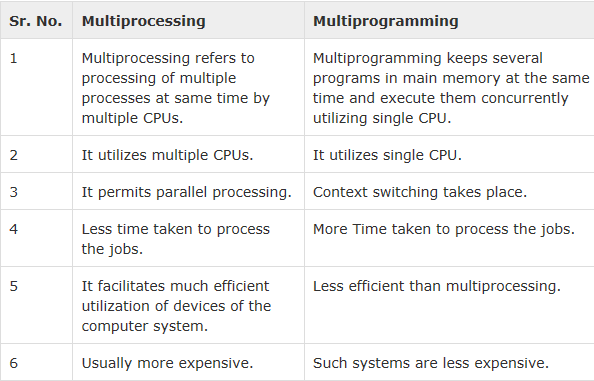 Sr. No. Multiprocessing Multiprogramming
1 Multiprocessing refers to processing of multiple processes at same time by multiple CPUs. Multiprogramming keeps several programs in main memory at the same time and execute them concurrently utilizing single CPU.
2 It utilizes multiple CPUs. It utilizes single CPU.
3 It permits parallel processing. Context switching takes place.
4 Less time taken to process the jobs. More Time taken to process the jobs.
5 It facilitates much efficient utilization of devices of the computer system. Less efficient than multiprocessing.
6 Usually more expensive. Such systems are less expensive.